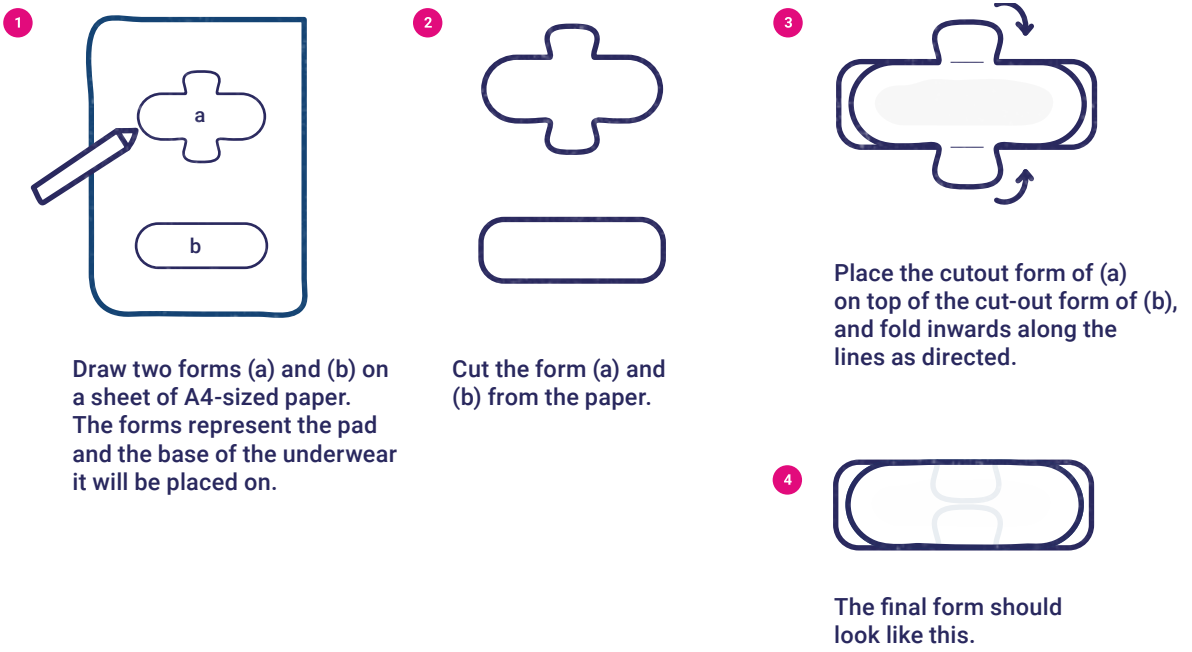 1
a
b
Draw two forms (a) and (b) on
a sheet of A4-sized paper.
The forms represent the pad
and the base of the underwear
it will be placed on.
2
Cut the form (a) and
(b) from the paper.
3
Place the cutout form of (a)
on top of the cut-out form of (b),
and fold inwards along the
lines as directed.
4
The final form should
look like this.